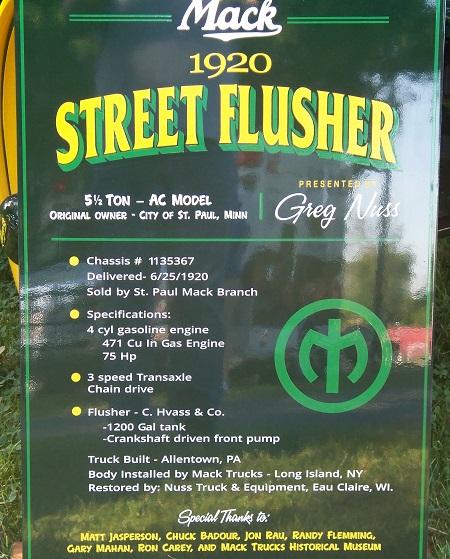 Mack
1920
STREET FLUSHER
5½ TON – AC MODEL
ORIGINAL OWNER - CITY OF ST. PAUL, MINN
PRESENTED BY
Greg Nuss
Chassis # 1135367
Delivered- 6/25/1920
Sold by St. Paul Mack Branch
Specifications:
4 cyl gasoline engine
471 Cu In Gas Engine
75 Hp
3 speed Transaxle
Chain drive
Flusher - C. Hvass & Co.
-1200 Gal tank
-Crankshaft driven front pump
Truck Built - Allentown, PA
Body Installed by Mack Trucks - Long Island, NY
Restored by: Nuss Truck & Equipment, Eau Claire, WI.
Special Thanks to:
MATT JASPERSON, CHUCK BADOUR, JON RAU, RANDY FLEMMING,
GARY MAHAN, RON CAREY, AND MACK TRUCKS HISTORICAL MUSEUM